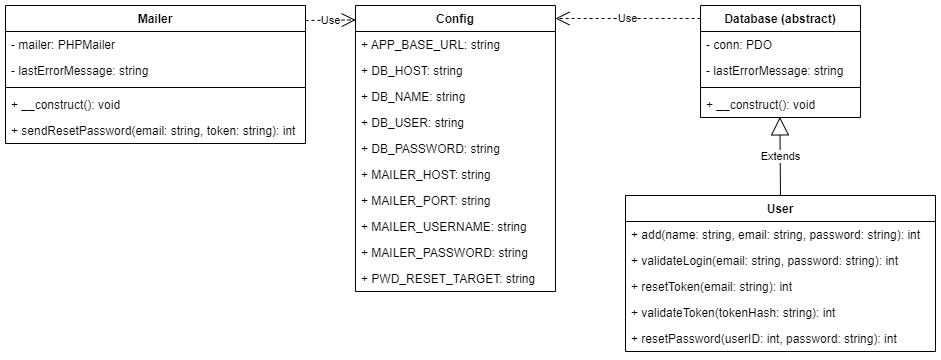 Mailer
- mailer: PHPMailer
- lastErrorMessage: string
+ __construct(): void
+ sendResetPassword(email: string, token: string): int
Use
Config
+ APP_BASE_URL: string
+ DB_HOST: string
+ DB_NAME: string
+ DB_USER: string
+ DB_PASSWORD: string
+ MAILER_HOST: string
+ MAILER_PORT: string
+ MAILER_USERNAME: string
+ MAILER_PASSWORD: string
+ PWD_RESET_TARGET: string
Use
Database (abstract)
- conn: PDO
- lastErrorMessage: string
+ __construct(): void
Extends
User
+ add(name: string, email: string, password: string): int
+ validateLogin(email: string, password: string): int
+ resetToken(email: string): int
+ validateToken(tokenHash: string): int
+ resetPassword(userID: int, password: string): int